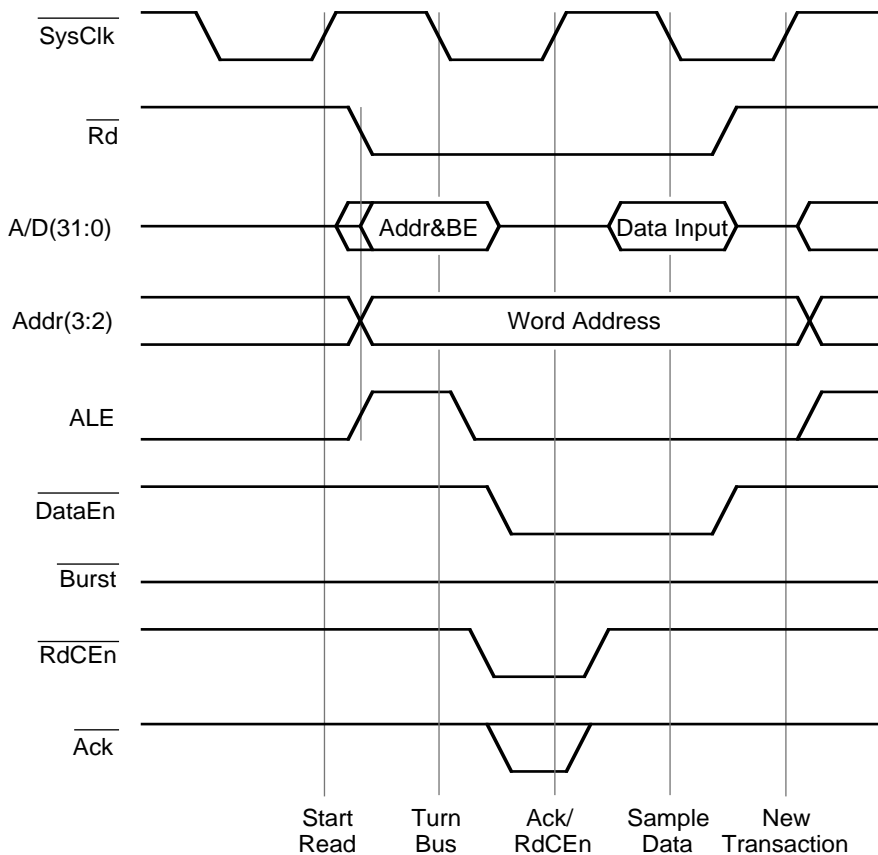 SysClk
Rd
A/D(31:0)
Addr&BE
Data Input
Addr(3:2)
Word Address
ALE
DataEn
Burst
RdCEn
Ack
Start
Read
Turn
Bus
Ack/
RdCEn
Sample
Data
New
Transaction